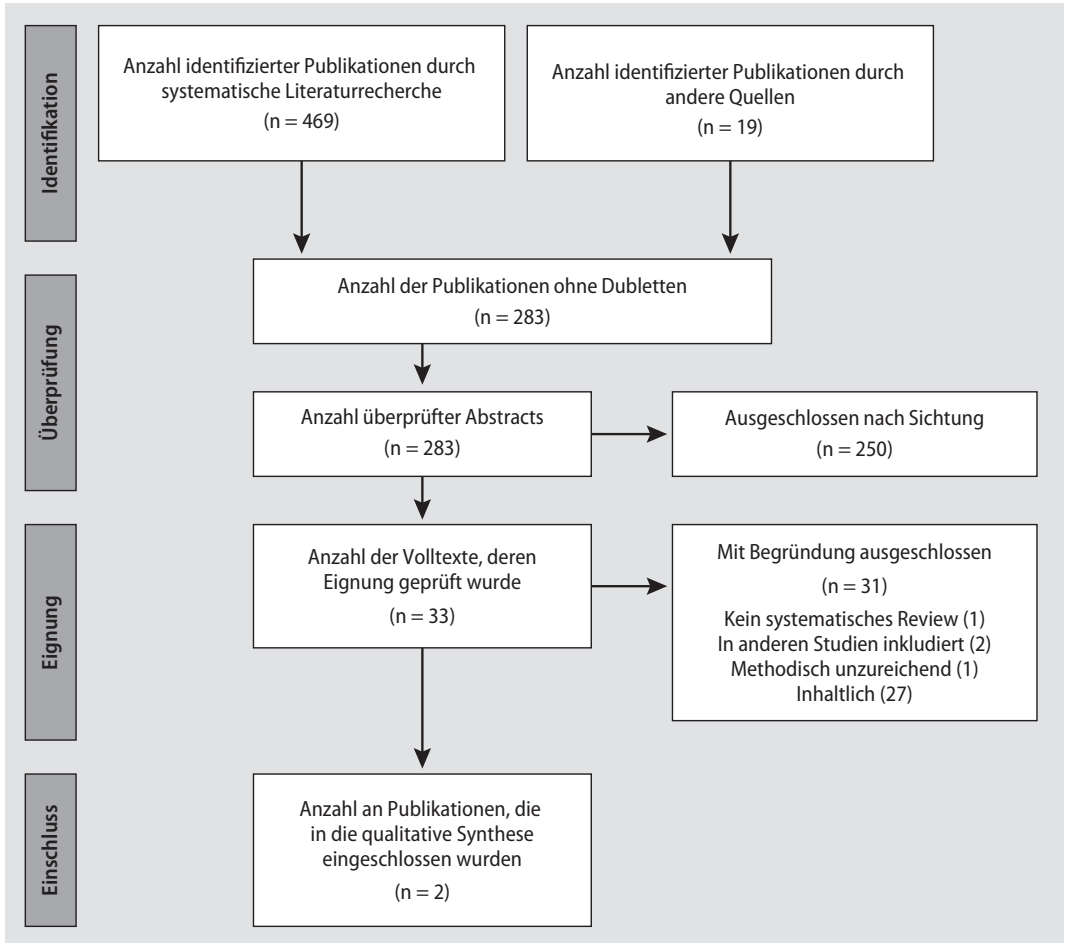 Identifikation
Anzahl identifizierter Publikationen durch
systematische Literaturrecherche
(n = 469)
Anzahl identifizierter Publikationen durch
andere Quellen
(n = 19)
Überprüfung
Anzahl der Publikationen ohne Dubletten
(n = 283)
Anzahl überprüfter Abstracts
(n = 283)
Ausgeschlossen nach Sichtung
(n = 250)
Eignung
Anzahl der Volltexte, deren
Eignung geprüft wurde
(n = 33)
Mit Begründung ausgeschlossen
(n = 31)
Kein systematisches Review (1)
In anderen Studien inkludiert (2)
Methodisch unzureichend (1)
Inhaltlich (27)
Einschluss
Anzahl an Publikationen, die
in die qualitative Synthese
eingeschlossen wurden
(n = 2)